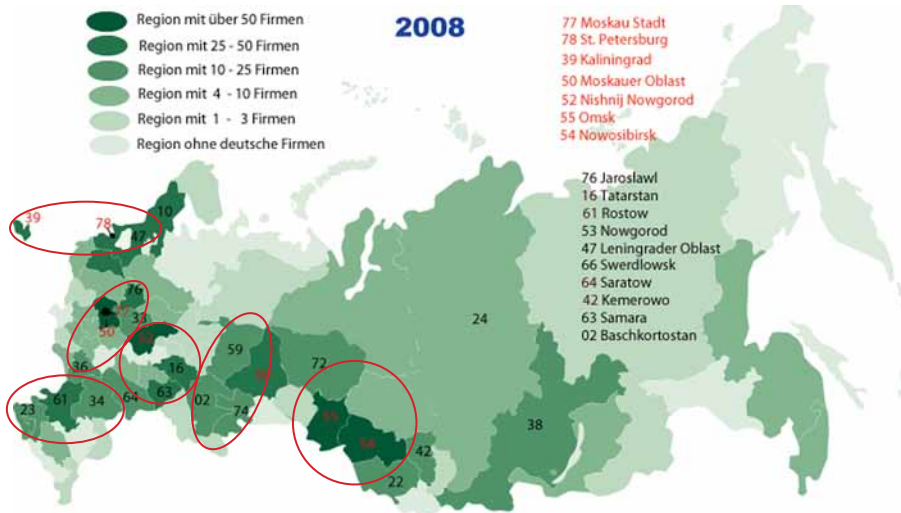 Region mit über 50 Firmen
Region mit 25 - 50 Firmen
Region mit 10 - 25 Firmen
Region mit 4 - 10 Firmen
Region mit 1 - 3 Firmen
Region ohne deutsche Firmen
2008
77 Moskau Stadt
78 St. Petersburg
39 Kaliningrad
50 Moskauer Oblast
52 Nishnij Nowgorod
55 Omsk
54 Nowosibirsk
76 Jaroslawl
16 Tatarstan
61 Rostow
53 Nowgorod
47 Leningrader Oblast
66 Swerdlowsk
64 Saratow
42 Kemerowo
63 Samara
02 Baschkortostan
39
78
10
47
76
50
33
36
16
59
72
24
23
61
34
64
63
02
74
55
54
42
22
38